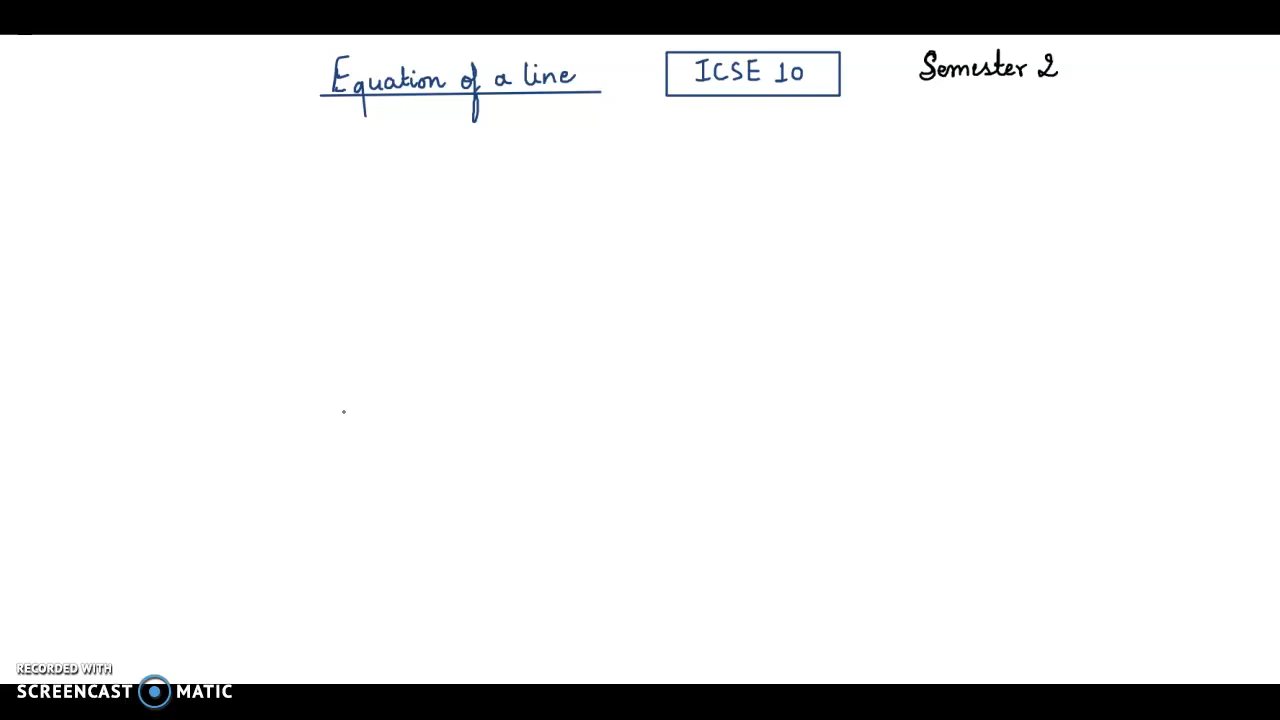 Equation of a line
ICSE 10
Semester 2
RECORDED WITH
SCREENCAST MATIC